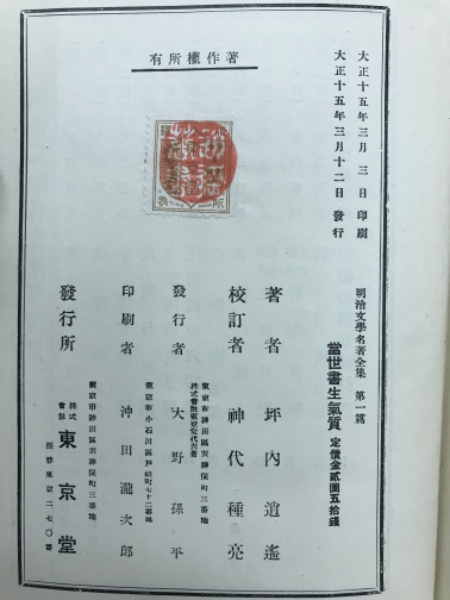 大正十五年三月三日印刷
大正十五年三月十二日發行
著作權所有
明治文學名著全集 第一篇
當世書生氣質 定價金貳圓五拾錢
著者 坪內逍遙
校訂者 神代種亮
東京市神田區表神保町三番地
株式會社東京堂代表者
發行者 大野孫平
東京市小石川區戶崎町七十二番地
印刷者 沖田瀧次郎
東京市神田區表神保町三番地
發行所 株式會社 東京堂
振替東京二七〇番